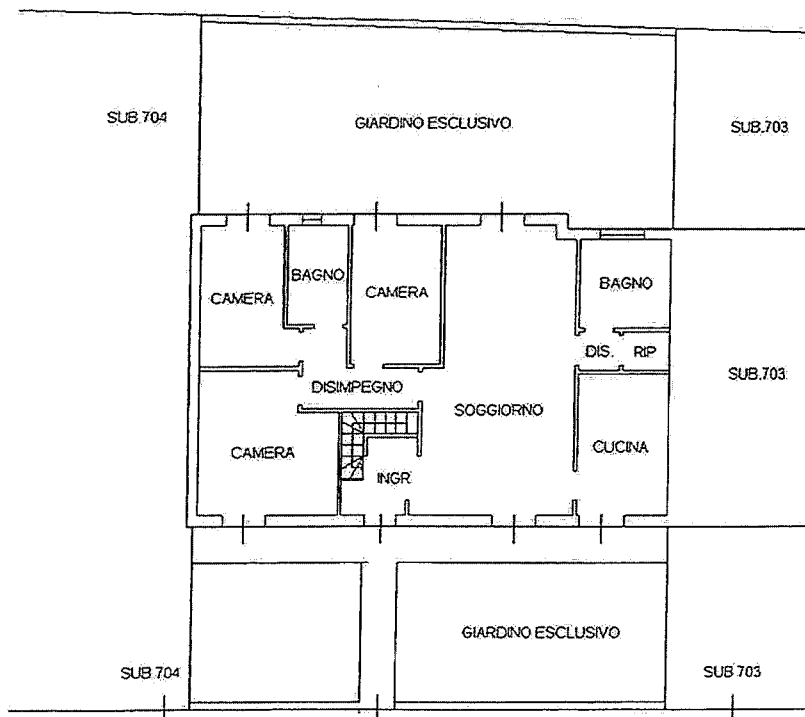 SUB.704
GIARDINO ESCLUSIVO
SUB.703
CAMERA
BAGNO
CAMERA
BAGNO
DIS.
RIP
DISIMPEGNO
SOGGIORNO
SUB.703
CAMERA
INGR
CUCINA
GIARDINO ESCLUSIVO
SUB.704
SUB 703